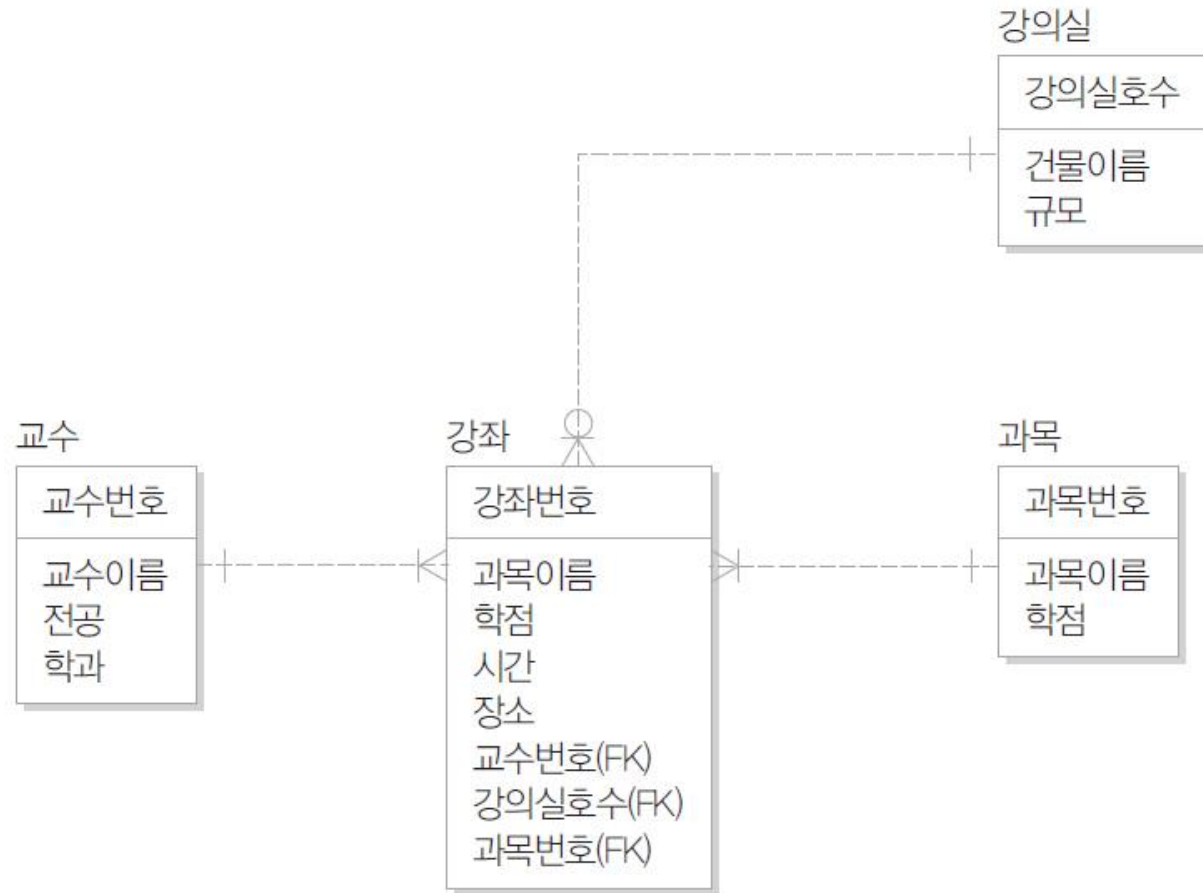 강의실
강의실호수
건물이름
규모
교수
교수번호
교수이름
전공
학과
강좌
강좌번호
과목이름
학점
시간
장소
교수번호(FK)
강의실호수(FK)
과목번호(FK)
과목
과목번호
과목이름
학점